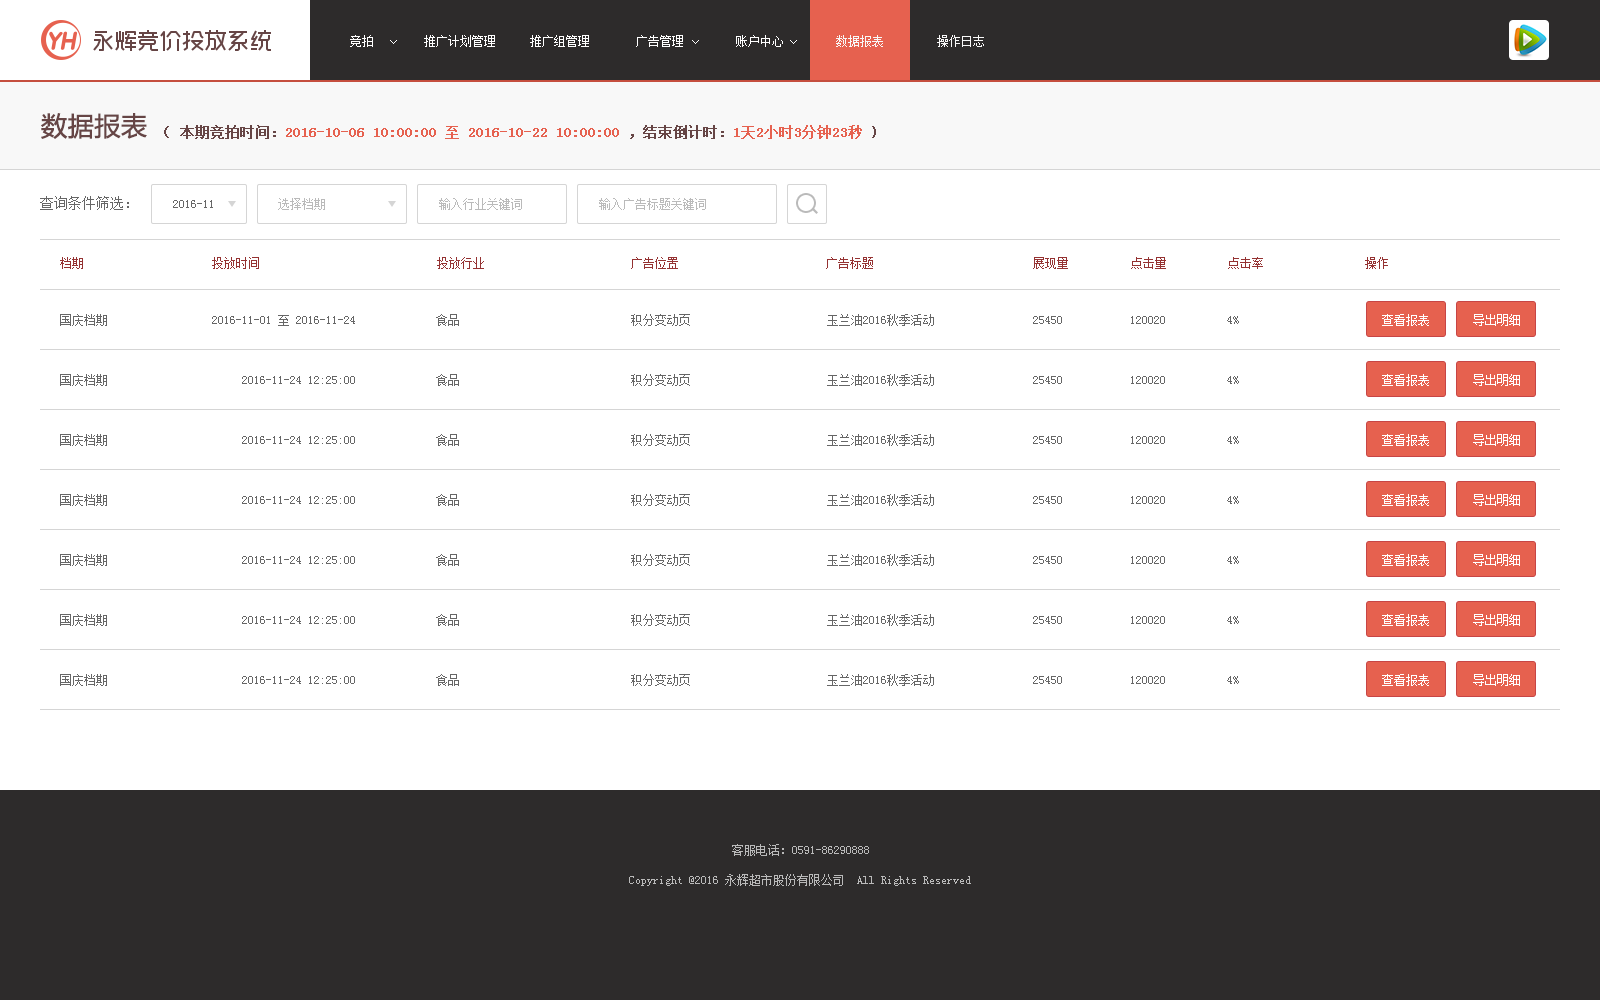 YH 永辉竞价投放系统 竞拍 推广计划管理 推广组管理 广告管理 账户中心 数据报表 操作日志
数据报表 （ 本期竞拍时间：2016-10-06 10:00:00 至 2016-10-22 10:00:00 ，结束倒计时：1天2小时3分钟23秒 ）
查询条件筛选： 2016-11 选择档期 输入行业关键词 输入广告标题关键词
档期 投放时间 投放行业 广告位置 广告标题 展现量 点击量 点击率 操作
国庆档期 2016-11-01 至 2016-11-24 食品 积分变动页 玉兰油2016秋季活动 25450 120020 4% 查看报表 导出明细
国庆档期 2016-11-24 12:25:00 食品 积分变动页 玉兰油2016秋季活动 25450 120020 4% 查看报表 导出明细
国庆档期 2016-11-24 12:25:00 食品 积分变动页 玉兰油2016秋季活动 25450 120020 4% 查看报表 导出明细
国庆档期 2016-11-24 12:25:00 食品 积分变动页 玉兰油2016秋季活动 25450 120020 4% 查看报表 导出明细
国庆档期 2016-11-24 12:25:00 食品 积分变动页 玉兰油2016秋季活动 25450 120020 4% 查看报表 导出明细
国庆档期 2016-11-24 12:25:00 食品 积分变动页 玉兰油2016秋季活动 25450 120020 4% 查看报表 导出明细
国庆档期 2016-11-24 12:25:00 食品 积分变动页 玉兰油2016秋季活动 25450 120020 4% 查看报表 导出明细
客服电话：0591-86290888
Copyright @2016 永辉超市股份有限公司 All Rights Reserved